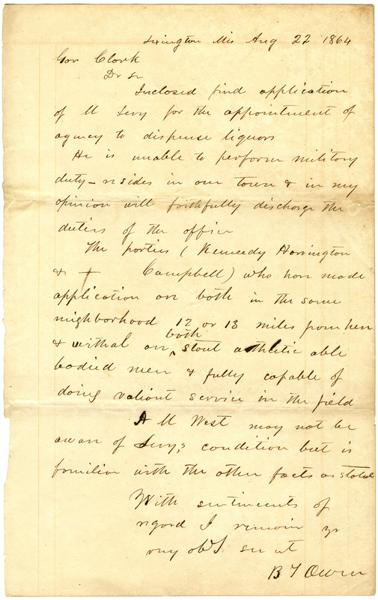 Lexington Mis Aug 22 1864
Gov Clark
Dr Sir
Inclosed find application
of M Levy for the appointment of
agency to dispense liquors
He is unable to perform military
duty - resides in our town & in my
opinion will faithfully discharge the
duties of the office
The parties (Kennedy Harrington
& + Campbell) who have made
application are both in the same
neighborhood 12 or 13 miles from here
& withal are both stout athletic able
bodied men & fully capable of
doing valiant service in the field
A M West may not be
aware of Levy,s condition but is
familiar with the other facts as stated
With sentiments of
regard I remain yr
very obt. servt
B T Owen